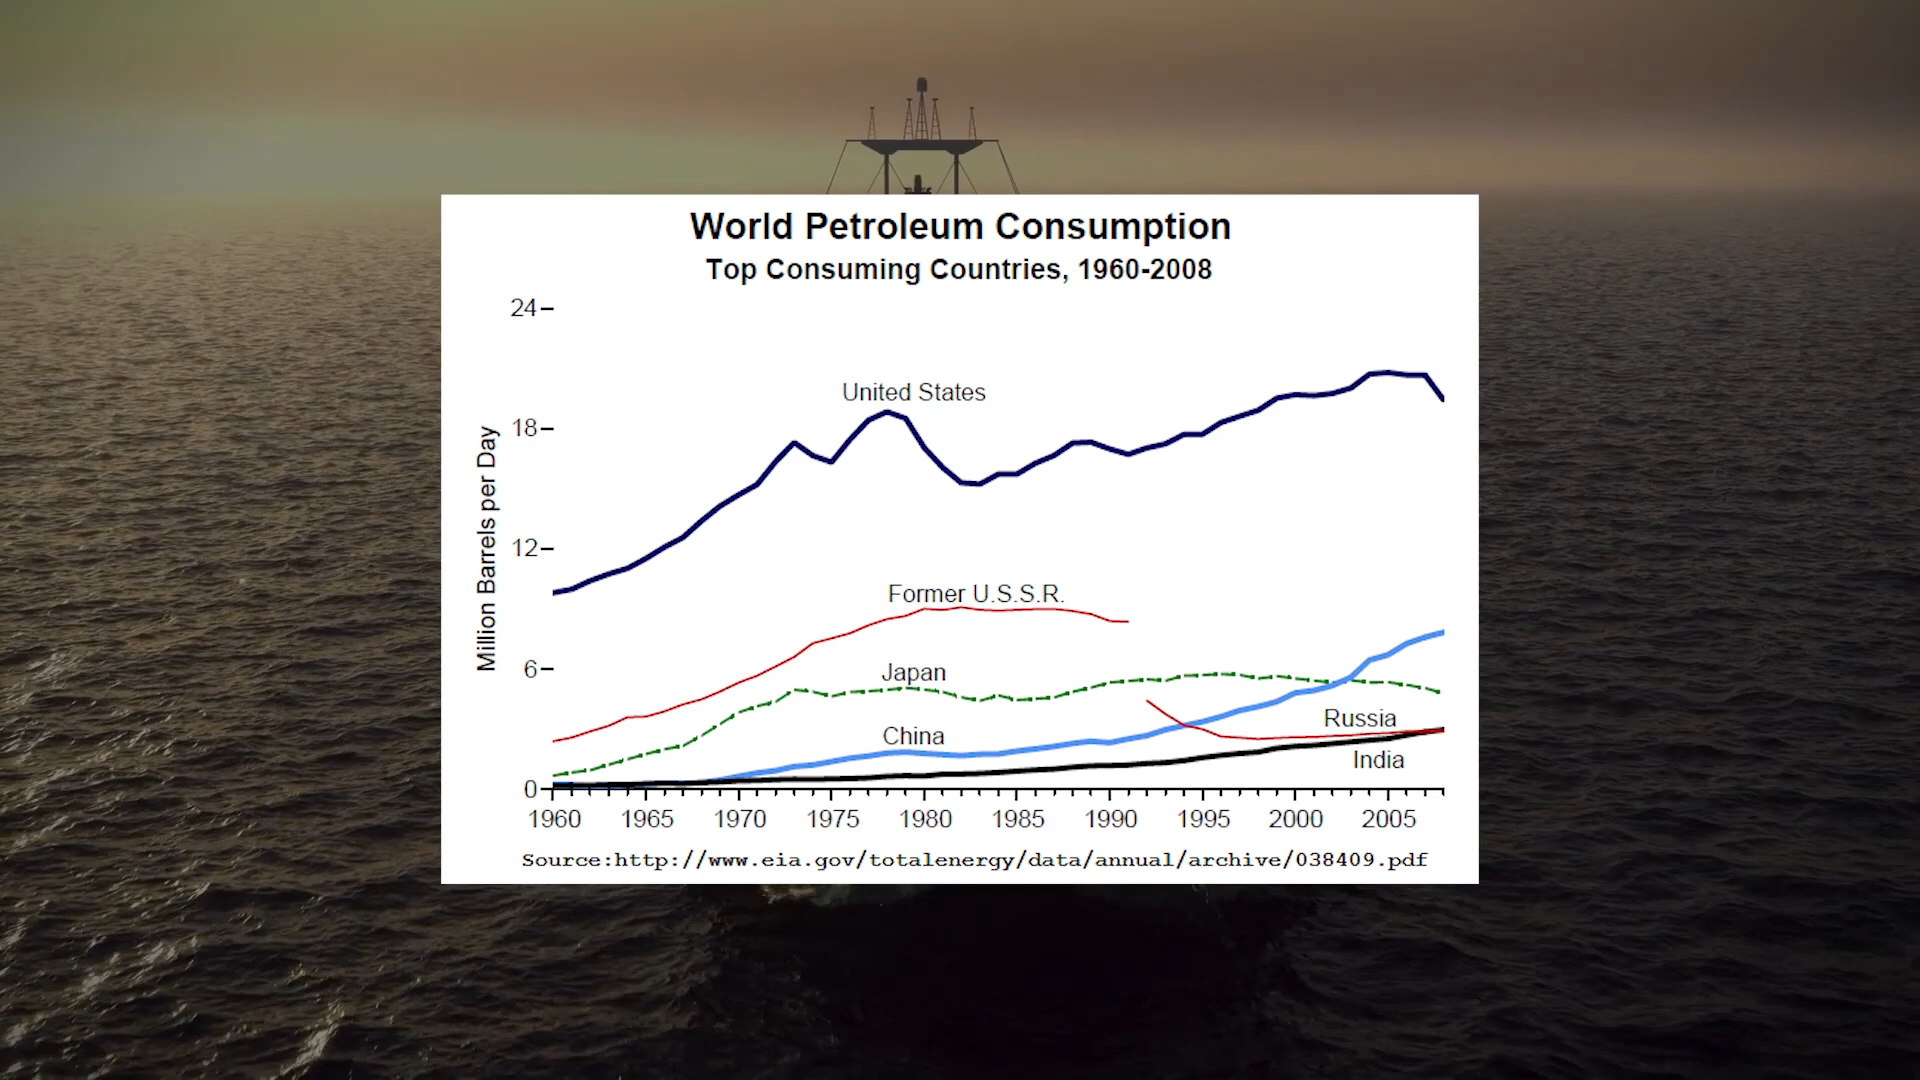 World Petroleum Consumption
Top Consuming Countries, 1960-2008
24
United States
18
Million Barrels per Day
12
Former U.S.S.R.
6
Japan
China
Russia
India
0
1960 1965 1970 1975 1980 1985 1990 1995 2000 2005
Source:http://www.eia.gov/totalenergy/data/annual/archive/038409.pdf